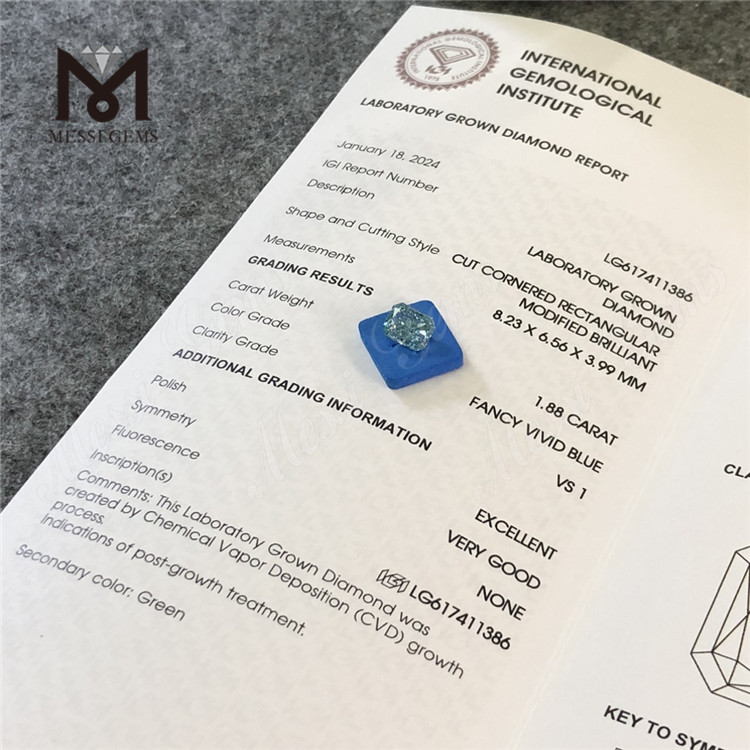 MESSI GEMS
IGI
INTERNATIONAL
GEMOLOGICAL
INSTITUTE
LABORATORY GROWN DIAMOND REPORT
January 18, 2024
IGI Report Number LG617411386
Description LABORATORY GROWN
DIAMOND
Shape and Cutting Style CUT CORNERED RECTANGULAR
MODIFIED BRILLIANT
Measurements 8.23 X 6.56 X 3.99 MM
GRADING RESULTS
Carat Weight 1.88 CARAT
Color Grade FANCY VIVID BLUE
Clarity Grade VS 1
ADDITIONAL GRADING INFORMATION
Polish EXCELLENT
Symmetry VERY GOOD
Fluorescence NONE
Inscription(s) IGI LG617411386
Comments: This Laboratory Grown Diamond was
created by Chemical Vapor Deposition (CVD) growth
process.
Indications of post-growth treatment.
Secondary color: Green
KEY TO